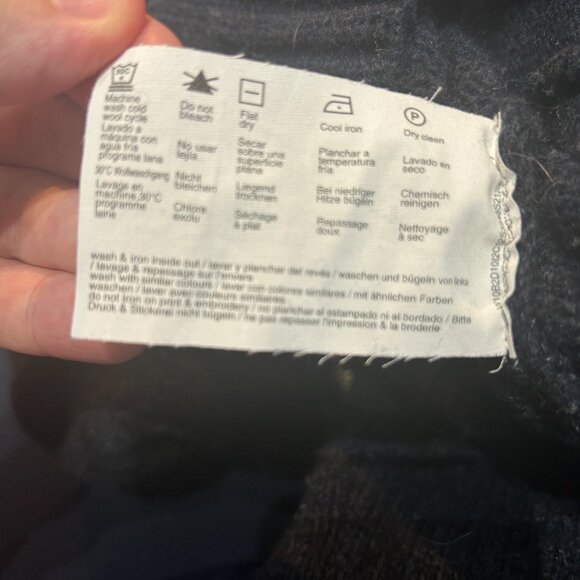 30C
P
Machine
wash cold
wool cycle
Do not
bleach
Flat
dry
Cool iron
Dry clean
Lavado a
máquina con
agua fria
programa lana
No usar
lejia
Secar
sobre una
superficie
plana
Planchar a
temperatura
fria
Lavado en
seco
30°C Wollwaschgang
Nicht
bleichen
Liegend
trocknen
Bei niedriger
Hitze bügeln
Chemisch
reinigen
Lavage en
machine 30°C
programme
laine
Chlore
exclu
Séchage
à plat
Repassage
doux
Nettoyage
à sec
wash & iron inside out / lavar y planchar del revés / waschen und bügeln von links
/ lavage & repassage sur l'envers.
wash with similar colours / lavar con colores similares / mit ähnlichen Farben
waschen / laver avec couleurs similaires.
do not iron on print & embroidery / no planchar el estampado ni el bordado / Bitte
Druck & Stickerei nicht bügeln / ne pas repasser l'impression & la broderie